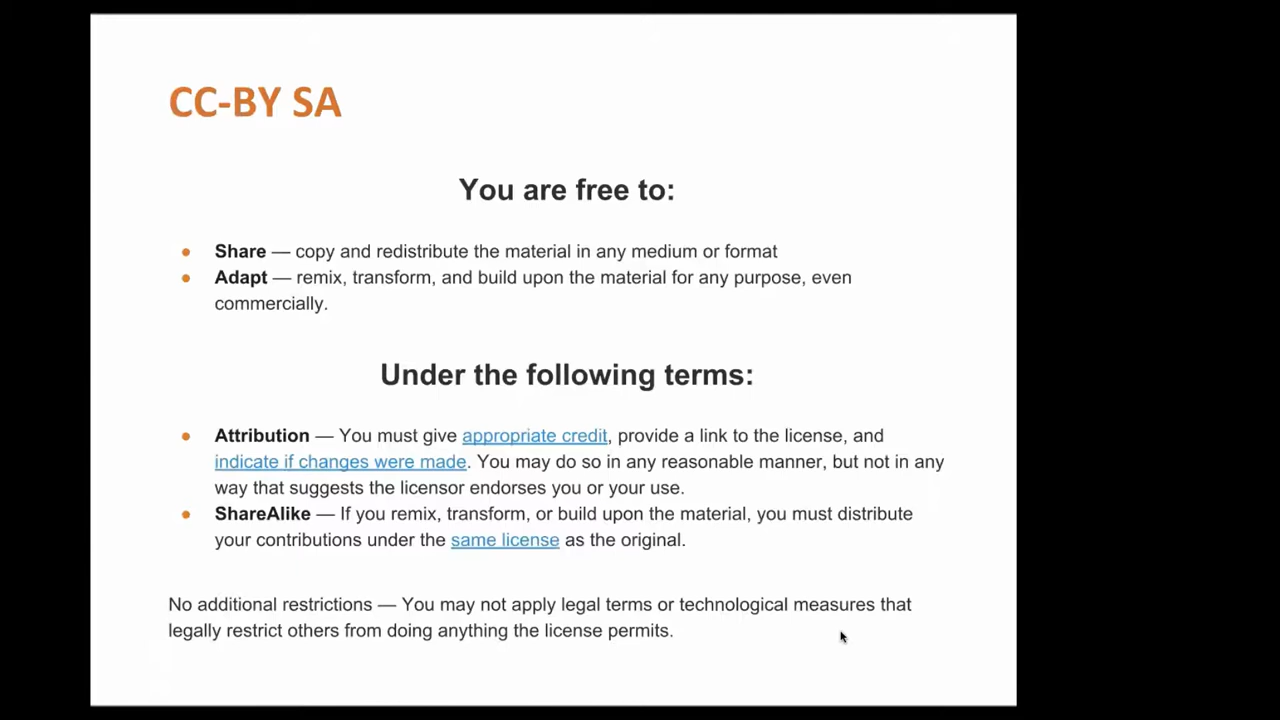 CC-BY SA
You are free to:
● Share — copy and redistribute the material in any medium or format
● Adapt — remix, transform, and build upon the material for any purpose, even
commercially.
Under the following terms:
● Attribution — You must give appropriate credit, provide a link to the license, and
indicate if changes were made. You may do so in any reasonable manner, but not in any
way that suggests the licensor endorses you or your use.
● ShareAlike — If you remix, transform, or build upon the material, you must distribute
your contributions under the same license as the original.
No additional restrictions — You may not apply legal terms or technological measures that
legally restrict others from doing anything the license permits.